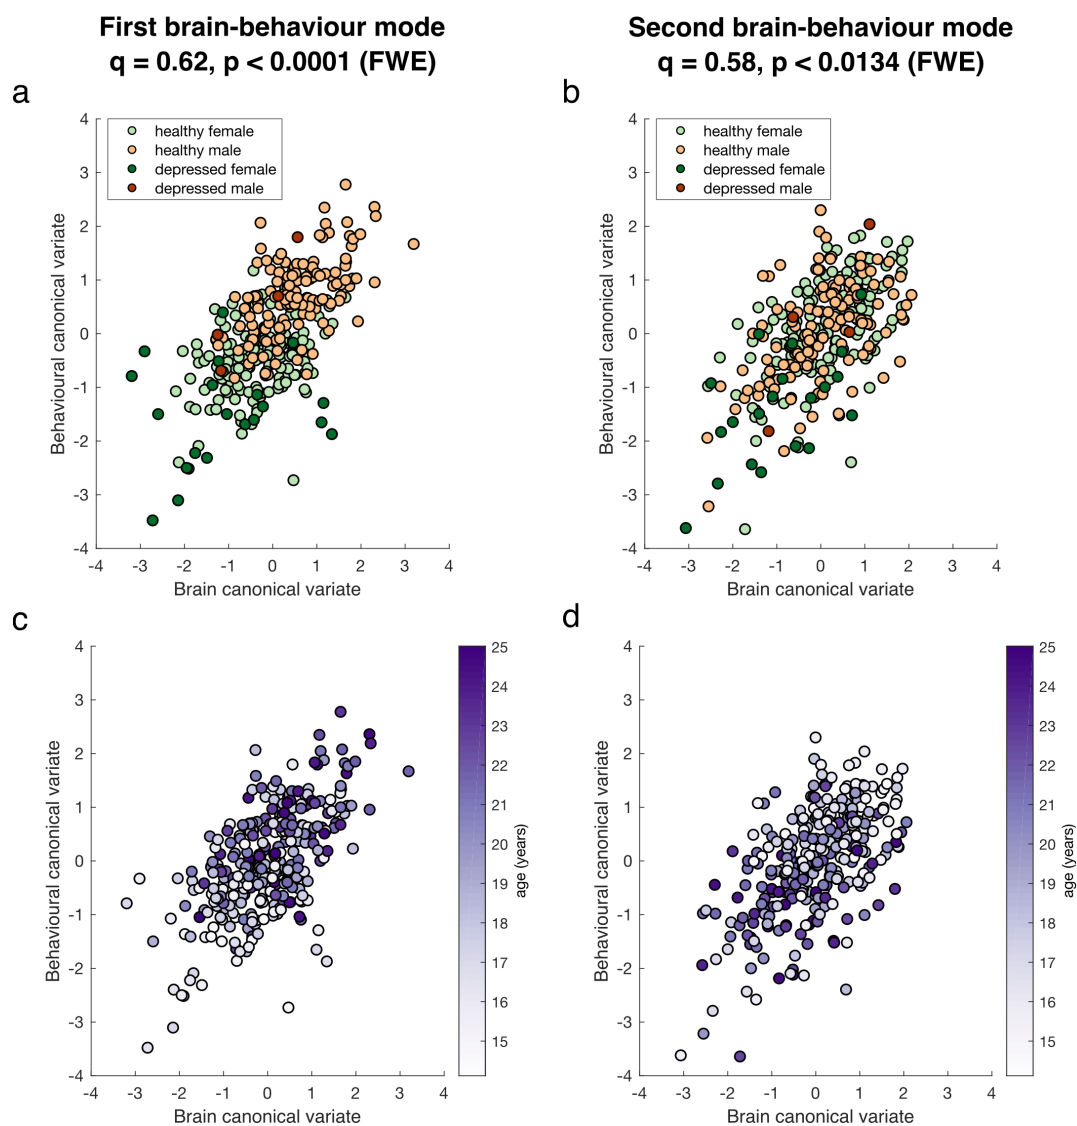 First brain-behaviour mode
q = 0.62, p < 0.0001 (FWE)
Second brain-behaviour mode
q = 0.58, p < 0.0134 (FWE)
a
healthy female
healthy male
depressed female
depressed male
4
3
2
1
0
-1
-2
-3
-4
Behavioural canonical variate
-4 -3 -2 -1 0 1 2 3 4
Brain canonical variate
b
healthy female
healthy male
depressed female
depressed male
4
3
2
1
0
-1
-2
-3
-4
Behavioural canonical variate
-4 -3 -2 -1 0 1 2 3 4
Brain canonical variate
c
4
3
2
1
0
-1
-2
-3
-4
Behavioural canonical variate
-4 -3 -2 -1 0 1 2 3 4
Brain canonical variate
25
24
23
22
21
20
19
18
17
16
15
age (years)
d
4
3
2
1
0
-1
-2
-3
-4
Behavioural canonical variate
-4 -3 -2 -1 0 1 2 3 4
Brain canonical variate
25
24
23
22
21
20
19
18
17
16
15
age (years)